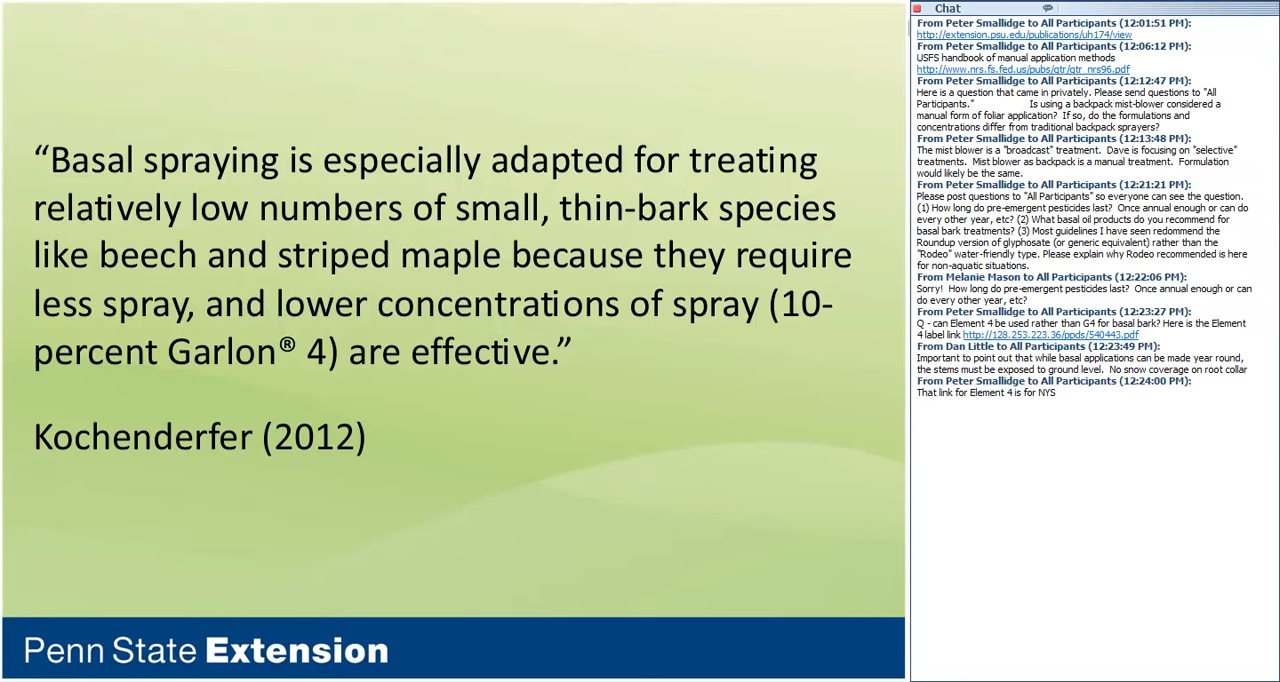 “Basal spraying is especially adapted for treating
relatively low numbers of small, thin-bark species
like beech and striped maple because they require
less spray, and lower concentrations of spray (10-
percent Garlon® 4) are effective.”
Kochenderfer (2012)
Penn State Extension
Chat
From Peter Smallidge to All Participants (12:01:51 PM):
http://extension.psu.edu/publications/uh174/view
From Peter Smallidge to All Participants (12:06:12 PM):
USFS handbook of manual application methods
http://www.nrs.fs.fed.us/pubs/gtr/gtr_nrs96.pdf
From Peter Smallidge to All Participants (12:12:47 PM):
Here is a question that came in privately. Please send questions to "All
Participants." Is using a backpack mist-blower considered a
manual form of foliar application? If so, do the formulations and
concentrations differ from traditional backpack sprayers?
From Peter Smallidge to All Participants (12:13:48 PM):
The mist blower is a "broadcast" treatment. Dave is focusing on "selective"
treatments. Mist blower as backpack is a manual treatment. Formulation
would likely be the same.
From Peter Smallidge to All Participants (12:21:21 PM):
Please post questions to "All Participants" so everyone can see the question.
(1) How long do pre-emergent pesticides last? Once annual enough or can do
every other year, etc? (2) What basal oil products do you recommend for
basal bark treatments? (3) Most guidelines I have seen redommend the
Roundup version of glyphosate (or generic equivalent) rather than the
"Rodeo" water-friendly type. Please explain why Rodeo recommended is here
for non-aquatic situations.
From Melanie Mason to All Participants (12:22:06 PM):
Sorry! How long do pre-emergent pesticides last? Once annual enough or can
do every other year, etc?
From Peter Smallidge to All Participants (12:23:27 PM):
Q - can Element 4 be used rather than G4 for basal bark? Here is the Element
4 label link http://128.253.223.36/ppds/540443.pdf
From Dan Little to All Participants (12:23:49 PM):
Important to point out that while basal applications can be made year round,
the stems must be exposed to ground level. No snow coverage on root collar
From Peter Smallidge to All Participants (12:24:00 PM):
That link for Element 4 is for NYS